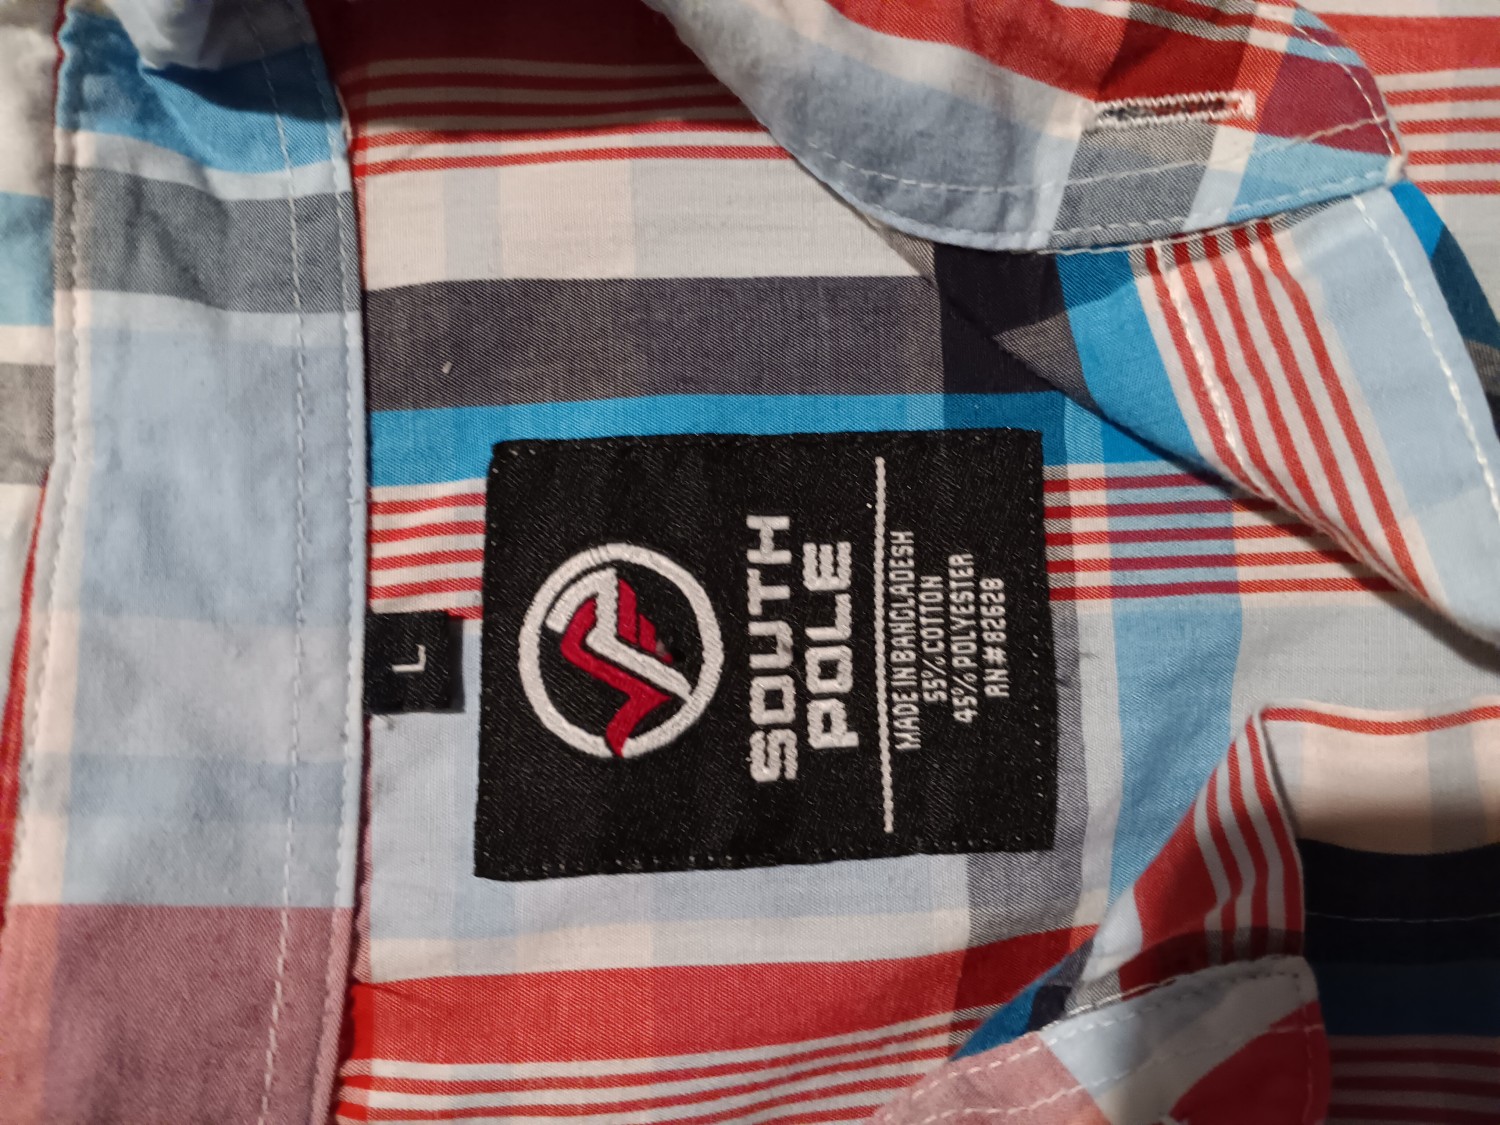 L
SOUTH
POLE
MADE IN BANGLADESH
55% COTTON
45% POLYESTER
RN#82628